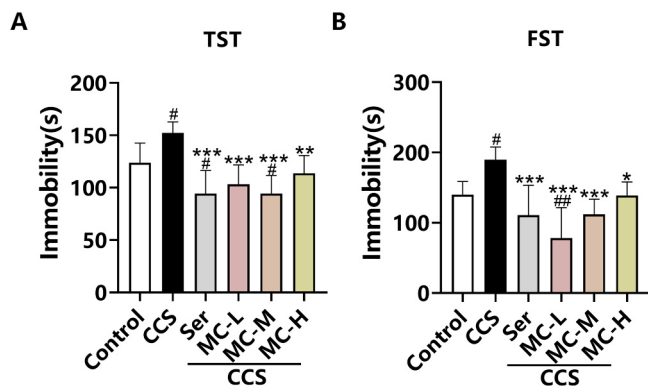 A
TST
Immobility(s)
200
150
100
50
0
#
***
#
***
***
#
**
Control
CCS
Ser
MC-L
MC-M
MC-H
CCS
B
FST
Immobility(s)
300
200
100
0
#
***
***
##
***
*
Control
CCS
Ser
MC-L
MC-M
MC-H
CCS